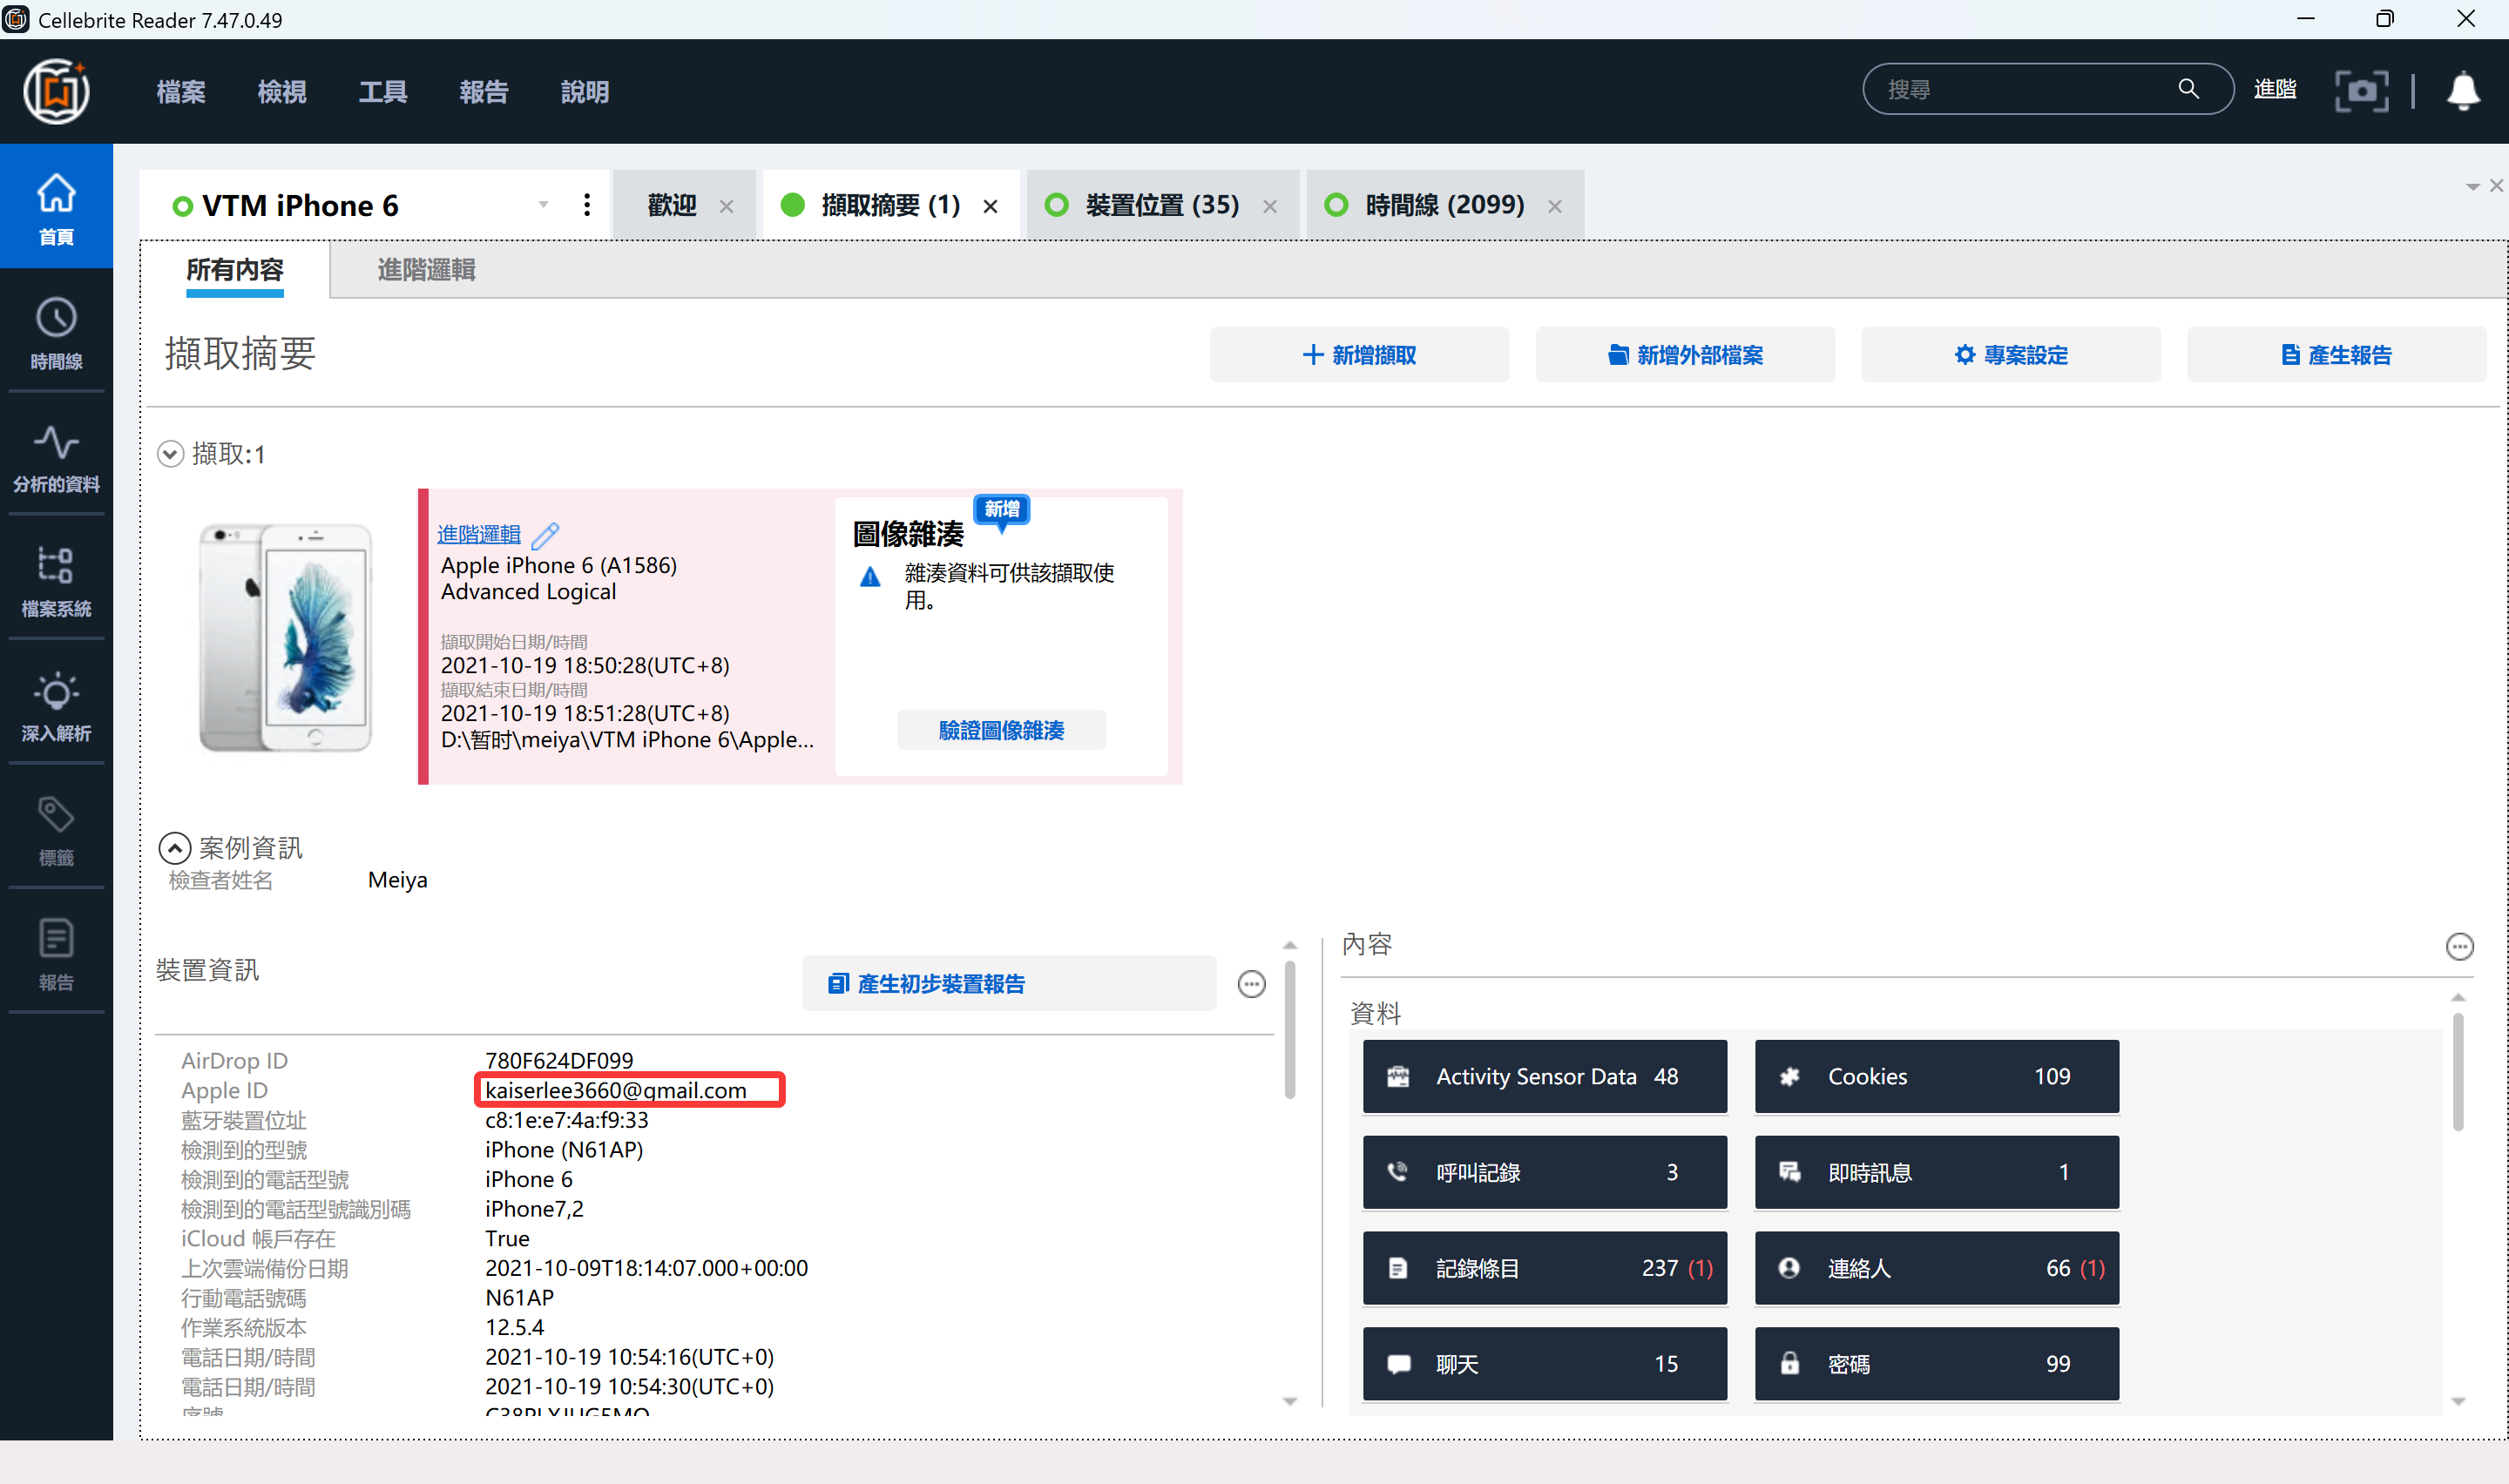 Cellebrite Reader 7.47.0.49
檔案 檢視 工具 報告 說明 搜尋 進階
首頁
時間線
分析的資料
檔案系統
深入解析
標籤
報告
VTM iPhone 6 歡迎 擷取摘要 (1) 裝置位置 (35) 時間線 (2099)
所有內容 進階邏輯
擷取摘要 新增擷取 新增外部檔案 專案設定 產生報告
擷取:1
進階邏輯
Apple iPhone 6 (A1586)
Advanced Logical
擷取開始日期/時間
2021-10-19 18:50:28(UTC+8)
擷取結束日期/時間
2021-10-19 18:51:28(UTC+8)
D:\暂时\meiya\VTM iPhone 6\Apple...
新增
圖像雜湊
雜湊資料可供該擷取使
用。
驗證圖像雜湊
案例資訊
檢查者姓名 Meiya
裝置資訊 產生初步裝置報告
AirDrop ID 780F624DF099
Apple ID kaiserlee3660@gmail.com
藍牙裝置位址 c8:1e:e7:4a:f9:33
檢測到的型號 iPhone (N61AP)
檢測到的電話型號 iPhone 6
檢測到的電話型號識別碼 iPhone7,2
iCloud 帳戶存在 True
上次雲端備份日期 2021-10-09T18:14:07.000+00:00
行動電話號碼 N61AP
作業系統版本 12.5.4
電話日期/時間 2021-10-19 10:54:16(UTC+0)
電話日期/時間 2021-10-19 10:54:30(UTC+0)
序號
內容
資料
Activity Sensor Data 48 Cookies 109
呼叫記錄 3 即時訊息 1
記錄條目 237 (1) 連絡人 66 (1)
聊天 15 密碼 99